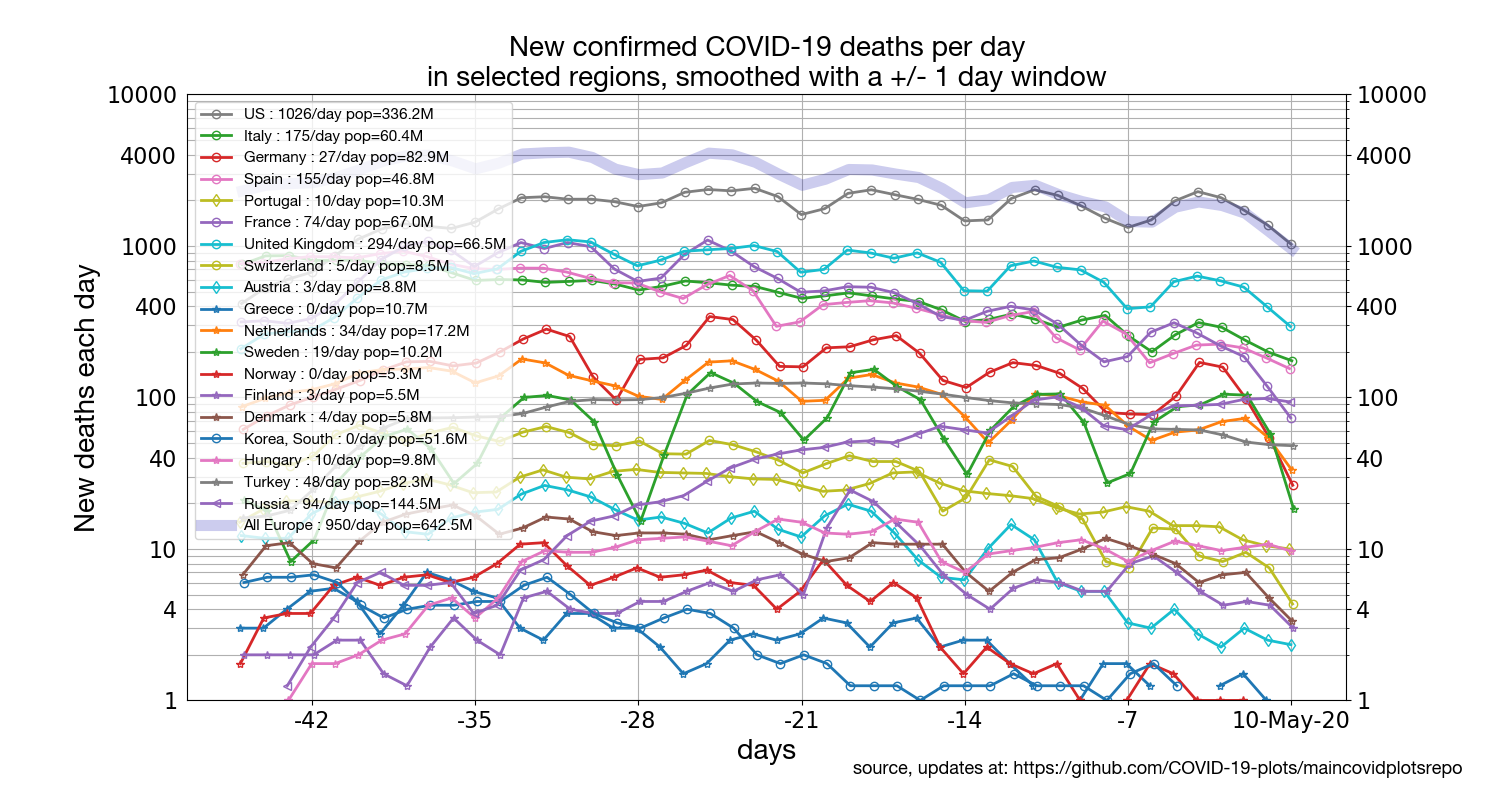 New confirmed COVID-19 deaths per day
in selected regions, smoothed with a +/- 1 day window
10000
4000
1000
400
100
40
10
4
1
New deaths each day
US : 1026/day pop=336.2M
Italy : 175/day pop=60.4M
Germany : 27/day pop=82.9M
Spain : 155/day pop=46.8M
Portugal : 10/day pop=10.3M
France : 74/day pop=67.0M
United Kingdom : 294/day pop=66.5M
Switzerland : 5/day pop=8.5M
Austria : 3/day pop=8.8M
Greece : 0/day pop=10.7M
Netherlands : 34/day pop=17.2M
Sweden : 19/day pop=10.2M
Norway : 0/day pop=5.3M
Finland : 3/day pop=5.5M
Denmark : 4/day pop=5.8M
Korea, South : 0/day pop=51.6M
Hungary : 10/day pop=9.8M
Turkey : 48/day pop=82.3M
Russia : 94/day pop=144.5M
All Europe : 950/day pop=642.5M
10000
4000
1000
400
100
40
10
4
1
-42 -35 -28 -21 -14 -7 10-May-20
days
source, updates at: https://github.com/COVID-19-plots/maincovidplotsrepo